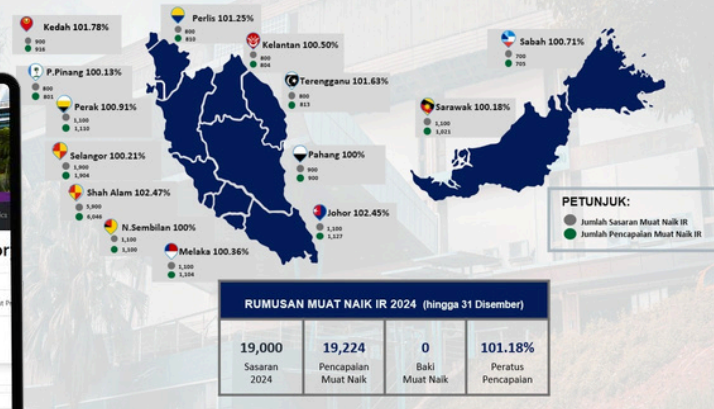 Kedah 101.78%
900
916
Perlis 101.25%
800
810
Kelantan 100.50%
800
804
P.Pinang 100.13%
800
801
Terengganu 101.63%
800
813
Perak 100.91%
1,100
1,110
Selangor 100.21%
1,900
1,904
Pahang 100%
900
900
Shah Alam 102.47%
5,900
6,046
N.Sembilan 100%
1,100
1,100
Johor 102.45%
1,100
1,127
Melaka 100.36%
1,100
1,104
Sabah 100.71%
700
705
Sarawak 100.18%
1,100
PETUNJUK:
Jumlah Sasaran Muat Naik IR
Jumlah Pencapaian Muat Naik IR
RUMUSAN MUAT NAIK IR 2024 (hingga 31 Disember)
19,000
Sasaran
2024
19,224
Pencapaian
Muat Naik
0
Baki
Muat Naik
101.18%
Peratus
Pencapaian